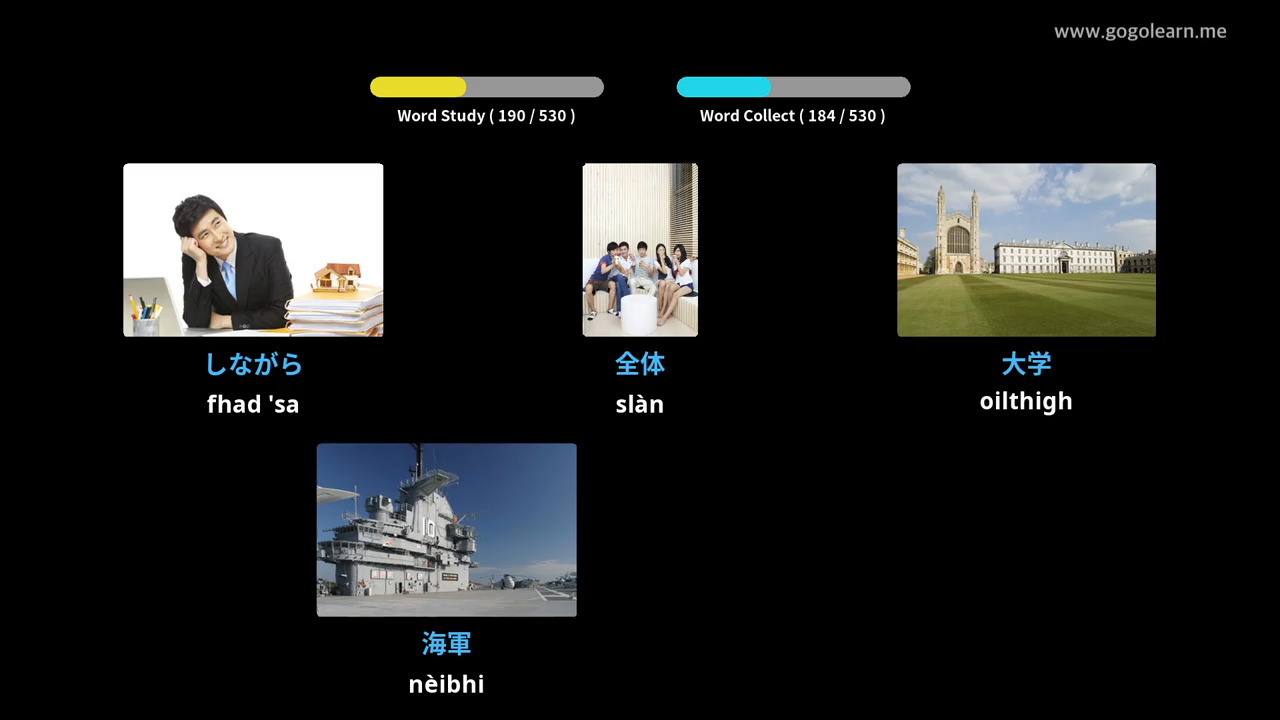 www.gogolearn.me
Word Study ( 190 / 530 )
Word Collect ( 184 / 530 )
しながら
fhad 'sa
全体
slàn
大学
oilthigh
10
海軍
nèibhi